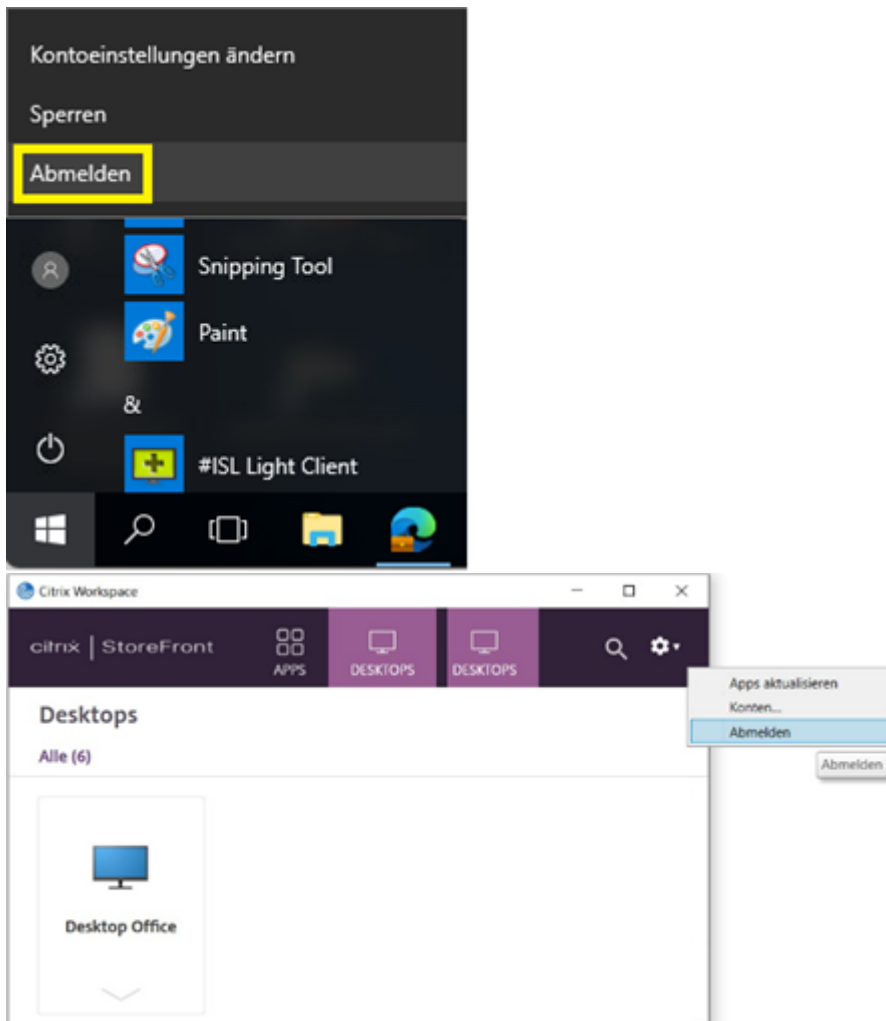 Kontoeinstellungen ändern
Sperren
Abmelden
Snipping Tool
Paint
&
#ISL Light Client
Citrix Workspace
citrix | StoreFront
APPS
DESKTOPS
DESKTOPS
Apps aktualisieren
Konten...
Abmelden
Abmelden
Desktops
Alle (6)
Desktop Office